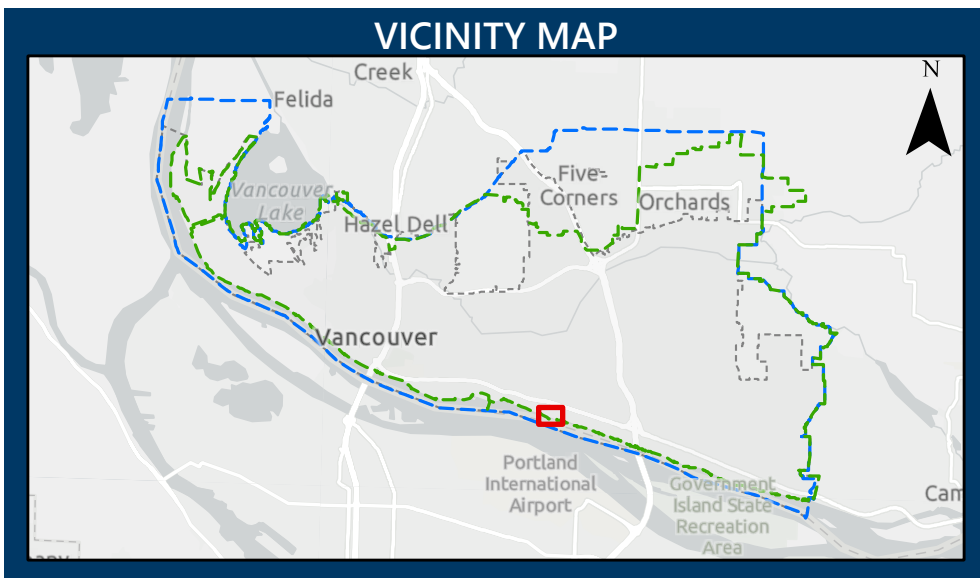 VICINITY MAP
N
Creek
Felida
Five
Corners
Vancouver
Lake
Orchards
Hazel Dell
Vancouver
Portland
International
Airport
Government
Island State
Recreation
Area
Cam